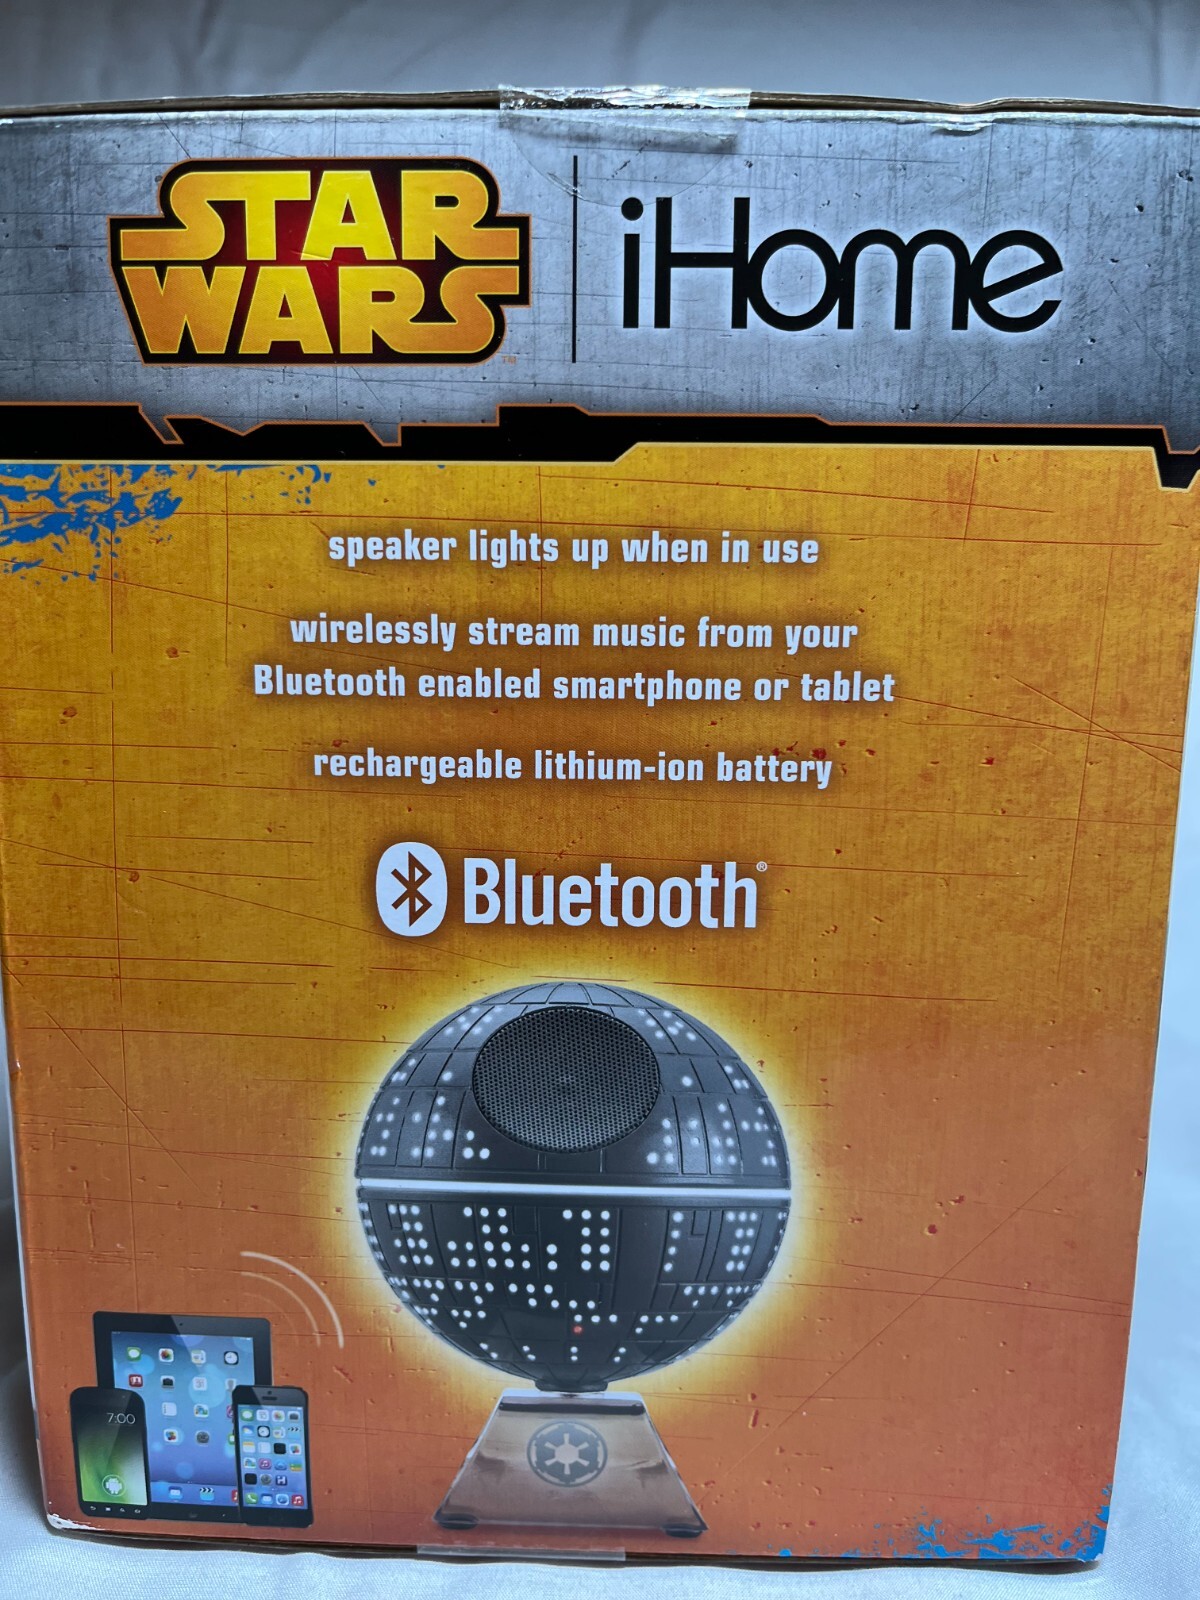 STAR
WARS™
iHome
speaker lights up when in use
wirelessly stream music from your
Bluetooth enabled smartphone or tablet
rechargeable lithium-ion battery
Bluetooth®
7:00